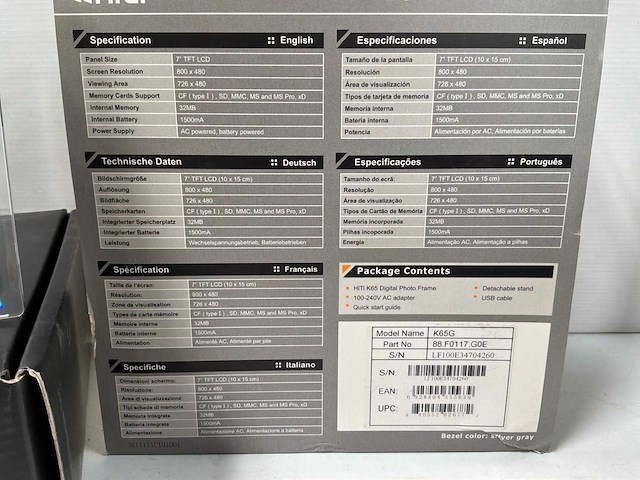 HiTi
Specification :: English
Panel Size 7" TFT LCD
Screen Resolution 800 x 480
Viewing Area 726 x 480
Memory Cards Support CF ( type I ) , SD, MMC, MS and MS Pro, xD
Internal Memory 32MB
Internal Battery 1500mA
Power Supply AC powered, battery powered
Especificaciones :: Español
Tamaño de la pantalla 7" TFT LCD (10 x 15 cm)
Resolución 800 x 480
Área de visualización 726 x 480
Tipos de tarjeta de memoria CF ( type I ) , SD, MMC, MS and MS Pro, xD
Memoria interna 32MB
Batería interna 1500mA
Potencia Alimentación por AC, Alimentación por baterías
Technische Daten :: Deutsch
Bildschirmgröße 7" TFT LCD (10 x 15 cm)
Auflösung 800 x 480
Bildfläche 726 x 480
Speicherkarten CF ( type I ) , SD, MMC, MS and MS Pro, xD
Integrierter Speicherplatz 32MB
Integrierter Batterie 1500mA
Leistung Wechselspannungsbetrieb, Batteriebetrieben
Especificações :: Português
Tamanho do ecrã: 7" TFT LCD (10 x 15 cm)
Resolução 800 x 480
Área de visualização 726 x 480
Tipos de Cartão de Memória CF ( type I ) , SD, MMC, MS and MS Pro, xD
Memória incorporada 32MB
Pilhas incoporada 1500mA
Energia Alimentação AC, Alimentação a pilhas
Spécification :: Français
Taille de l'écran: 7" TFT LCD (10 x 15 cm)
Résolution: 800 x 480
Zone da visualisation 726 x 480
Types de carte mémoire CF ( type I ) , SD, MMC, MS and MS Pro, xD
Mémoire interne 32MB
Batterie interne 1500mA
Alimentation Alimenté AC, Alimenté par pile
Package Contents
HiTi K65 Digital Photo Frame
100-240V AC adapter
Quick start guide
Detachable stand
USB cable
Specifiche :: Italiano
Dimensioni schermo: 7" TFT LCD (10 x 15 cm)
Risoluzione: 800 x 480
Area di visualizzazione 726 x 480
Tipi scheda di memoria CF ( type I ) , SD, MMC, MS and MS Pro, xD
Memoria integrata 32MB
Batteria integrata 1500mA
Alimentazione Alimentazione AC, Alimentazione a batteria
Model Name K65G
Part No 88.F0117.G0E
S/N LF100E34704260
S/N:
LF100E34704260
EAN:
UPC:
Bezel color: silver gray